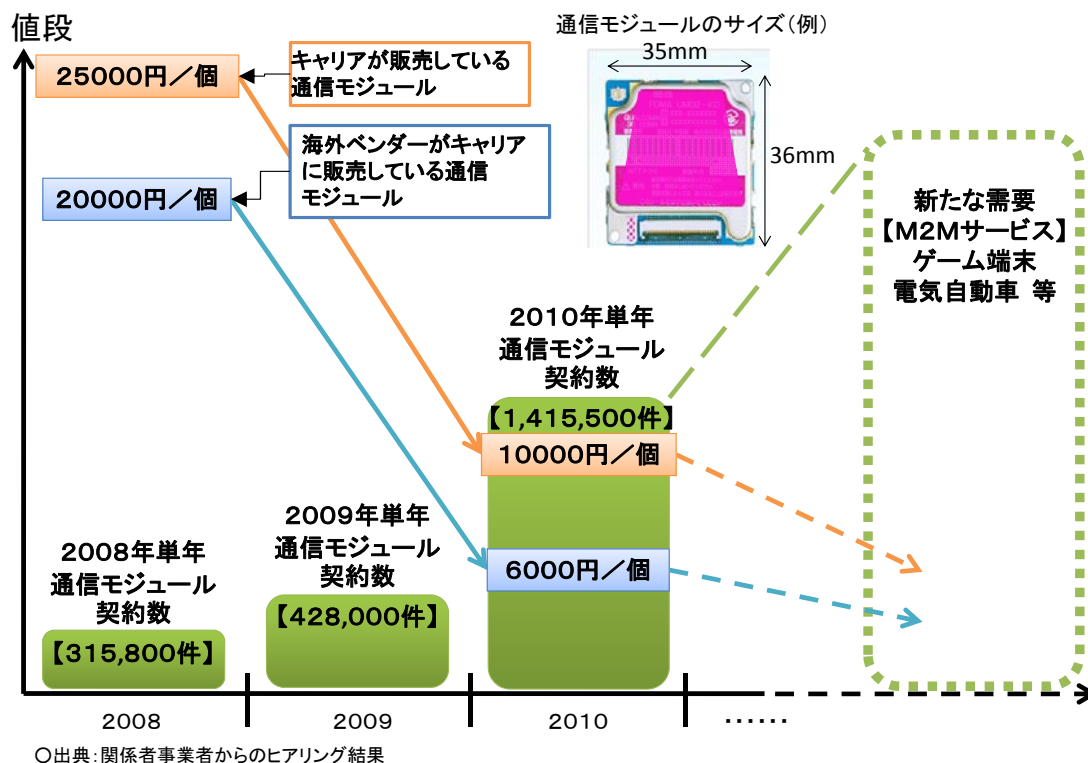 値段
通信モジュールのサイズ(例)
35mm
36mm
25000円／個
キャリアが販売している
通信モジュール
20000円／個
海外ベンダーがキャリア
に販売している通信
モジュール
新たな需要
【M2Mサービス】
ゲーム端末
電気自動車 等
2010年単年
通信モジュール
契約数
【1,415,500件】
10000円／個
6000円／個
2009年単年
通信モジュール
契約数
【428,000件】
2008年単年
通信モジュール
契約数
【315,800件】
2008
2009
2010
……
○出典：関係者事業者からのヒアリング結果